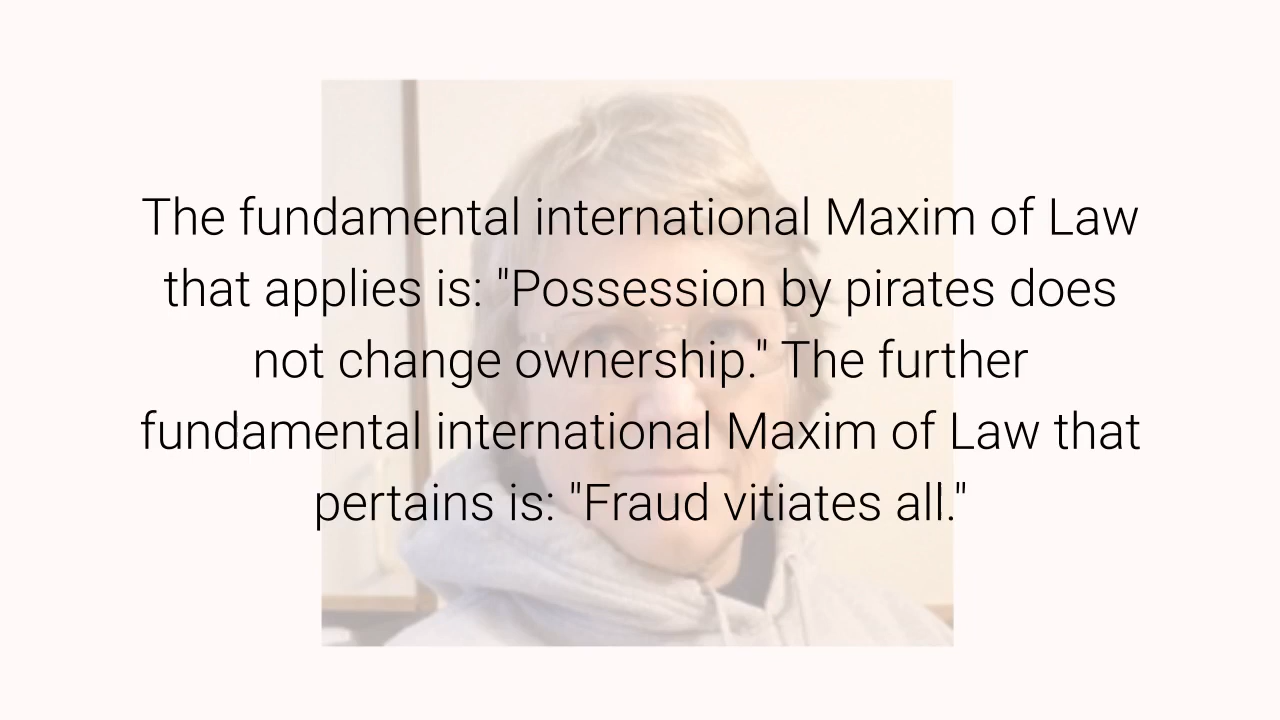 The fundamental international Maxim of Law
that applies is: "Possession by pirates does
not change ownership." The further
fundamental international Maxim of Law that
pertains is: "Fraud vitiates all."